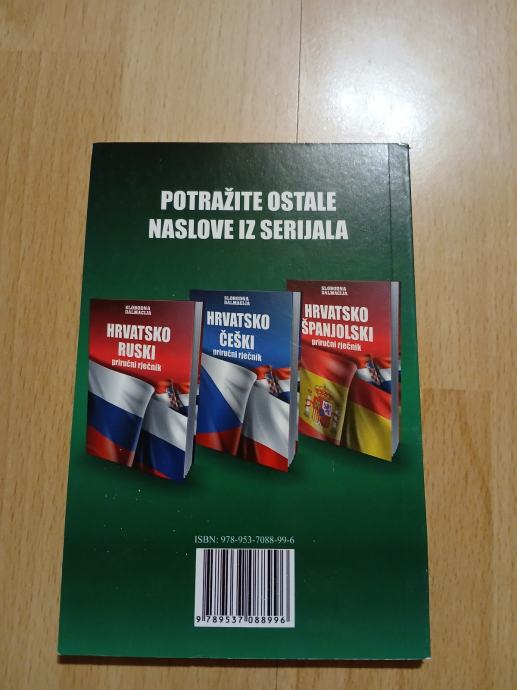 POTRAŽITE OSTALE
NASLOVE IZ SERIJALA
SLOBODNA
DALMACIJA
HRVATSKO
RUSKI
priručni rječnik
SLOBODNA
DALMACIJA
HRVATSKO
ČEŠKI
priručni rječnik
SLOBODNA
DALMACIJA
HRVATSKO
ŠPANJOLSKI
priručni rječnik
ISBN: 978-953-7088-99-6
9 789537 088996